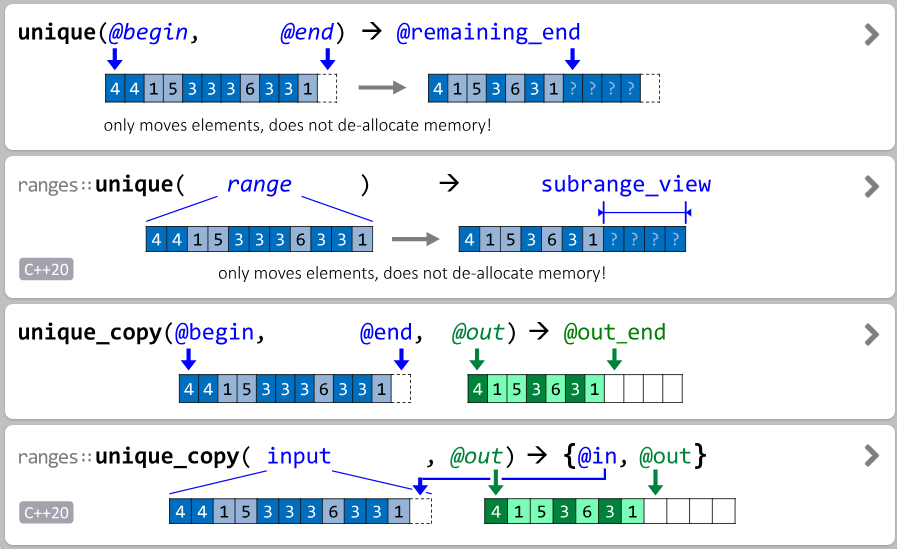 unique(@begin, @end) → @remaining_end
4 4 1 5 3 3 3 6 3 3 1 4 1 5 3 6 3 1 ? ? ? ?
only moves elements, does not de-allocate memory!
ranges::unique( range ) → subrange_view
4 4 1 5 3 3 3 6 3 3 1 4 1 5 3 6 3 1 ? ? ? ?
C++20 only moves elements, does not de-allocate memory!
unique_copy(@begin, @end, @out) → @out_end
4 4 1 5 3 3 3 6 3 3 1 4 1 5 3 6 3 1
ranges::unique_copy( input , @out) → {@in, @out}
C++20 4 4 1 5 3 3 3 6 3 3 1 4 1 5 3 6 3 1